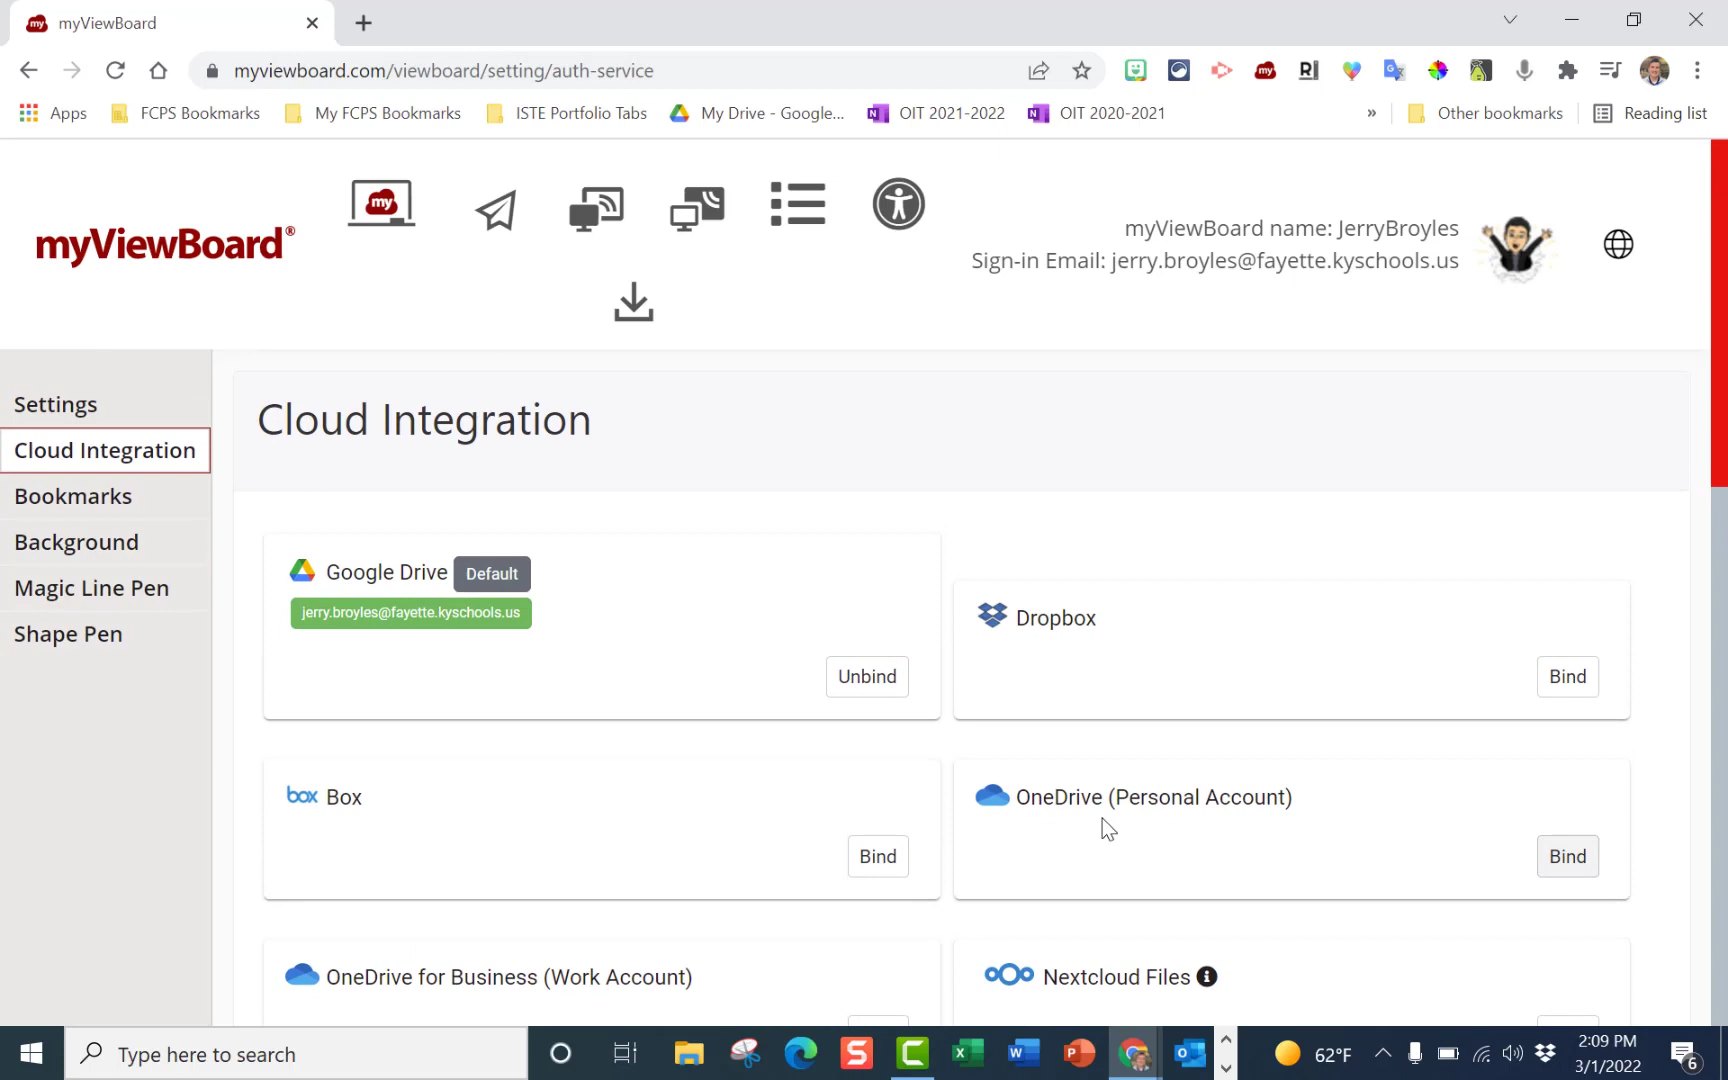 my myViewBoard
myviewboard.com/viewboard/setting/auth-service
my R|
Apps FCPS Bookmarks My FCPS Bookmarks ISTE Portfolio Tabs My Drive - Google... N OIT 2021-2022 N OIT 2020-2021 » Other bookmarks Reading list
my
myViewBoard®
myViewBoard name: JerryBroyles
Sign-in Email: jerry.broyles@fayette.kyschools.us
Settings
Cloud Integration
Bookmarks
Background
Magic Line Pen
Shape Pen
Cloud Integration
Google Drive Default
jerry.broyles@fayette.kyschools.us
Unbind
Dropbox
Bind
box Box
Bind
OneDrive (Personal Account)
Bind
OneDrive for Business (Work Account)
Nextcloud Files i
Type here to search
S C X W P O
62°F
2:09 PM
3/1/2022
6